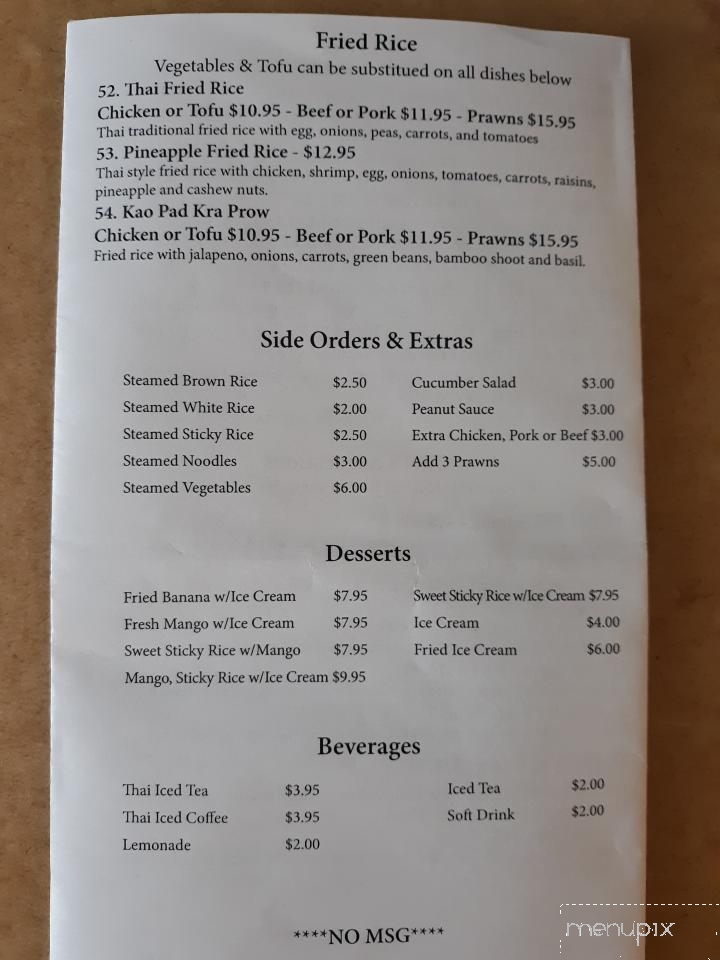 Fried Rice
Vegetables & Tofu can be substitued on all dishes below
52. Thai Fried Rice
Chicken or Tofu $10.95 - Beef or Pork $11.95 - Prawns $15.95
Thai traditional fried rice with egg, onions, peas, carrots, and tomatoes
53. Pineapple Fried Rice - $12.95
Thai style fried rice with chicken, shrimp, egg, onions, tomatoes, carrots, raisins,
pineapple and cashew nuts.
54. Kao Pad Kra Prow
Chicken or Tofu $10.95 - Beef or Pork $11.95 - Prawns $15.95
Fried rice with jalapeno, onions, carrots, green beans, bamboo shoot and basil.
Side Orders & Extras
Steamed Brown Rice $2.50
Steamed White Rice $2.00
Steamed Sticky Rice $2.50
Steamed Noodles $3.00
Steamed Vegetables $6.00
Cucumber Salad $3.00
Peanut Sauce $3.00
Extra Chicken, Pork or Beef $3.00
Add 3 Prawns $5.00
Desserts
Fried Banana w/Ice Cream $7.95
Fresh Mango w/Ice Cream $7.95
Sweet Sticky Rice w/Mango $7.95
Mango, Sticky Rice w/Ice Cream $9.95
Sweet Sticky Rice w/Ice Cream $7.95
Ice Cream $4.00
Fried Ice Cream $6.00
Beverages
Thai Iced Tea $3.95
Thai Iced Coffee $3.95
Lemonade $2.00
Iced Tea $2.00
Soft Drink $2.00
****NO MSG****
menupix